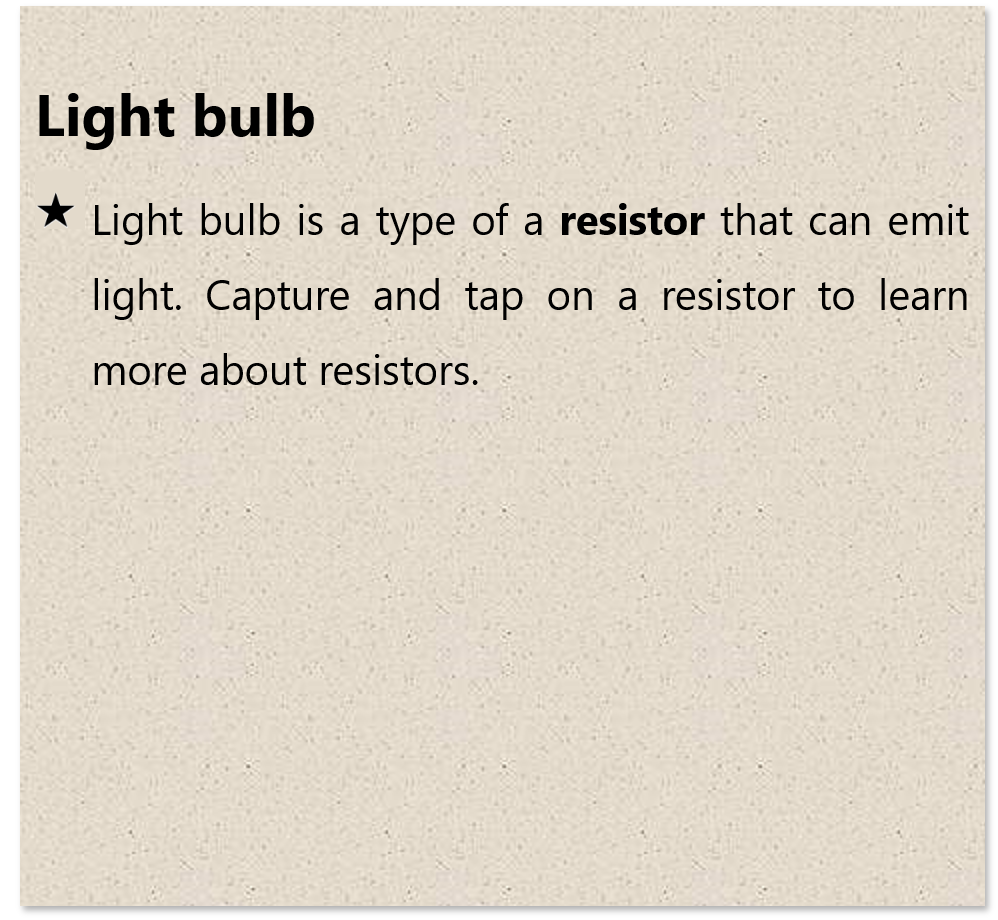 Light bulb
★ Light bulb is a type of a resistor that can emit
light. Capture and tap on a resistor to learn
more about resistors.